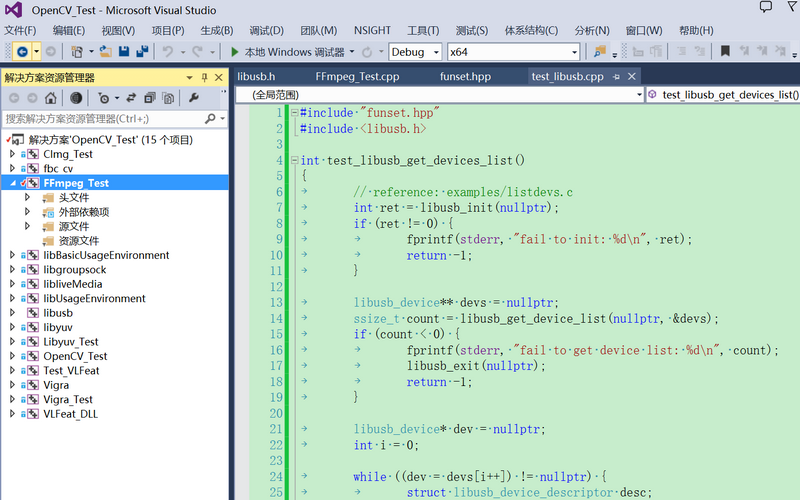 OpenCV_Test - Microsoft Visual Studio
文件(F) 编辑(E) 视图(V) 项目(P) 生成(B) 调试(D) 团队(M) NSIGHT 工具(T) 测试(S) 体系结构(C) 分析(N) 窗口(W) 帮助(H)
本地 Windows 调试器 Debug x64
解决方案资源管理器
搜索解决方案资源管理器(Ctrl+;)
解决方案'OpenCV_Test' (15 个项目)
CImg_Test
fbc_cv
FFmpeg_Test
头文件
外部依赖项
源文件
资源文件
libBasicUsageEnvironment
libgroupsock
libliveMedia
libUsageEnvironment
libusb
libyuv
Libyuv_Test
OpenCV_Test
Test_VLFeat
Vigra
Vigra_Test
VLFeat_DLL
libusb.h FFmpeg_Test.cpp funset.hpp test_libusb.cpp
(全局范围) test_libusb_get_devices_list()
1 #include "funset.hpp"
2 #include <libusb.h>
3
4 int test_libusb_get_devices_list()
5 {
6 // reference: examples/listdevs.c
7 int ret = libusb_init(nullptr);
8 if (ret != 0) {
9 fprintf(stderr, "fail to init: %d\n", ret);
10 return -1;
11 }
12
13 libusb_device** devs = nullptr;
14 ssize_t count = libusb_get_device_list(nullptr, &devs);
15 if (count < 0) {
16 fprintf(stderr, "fail to get device list: %d\n", count);
17 libusb_exit(nullptr);
18 return -1;
19 }
20
21 libusb_device* dev = nullptr;
22 int i = 0;
23
24 while ((dev = devs[i++]) != nullptr) {
25 struct libusb_device_descriptor desc;